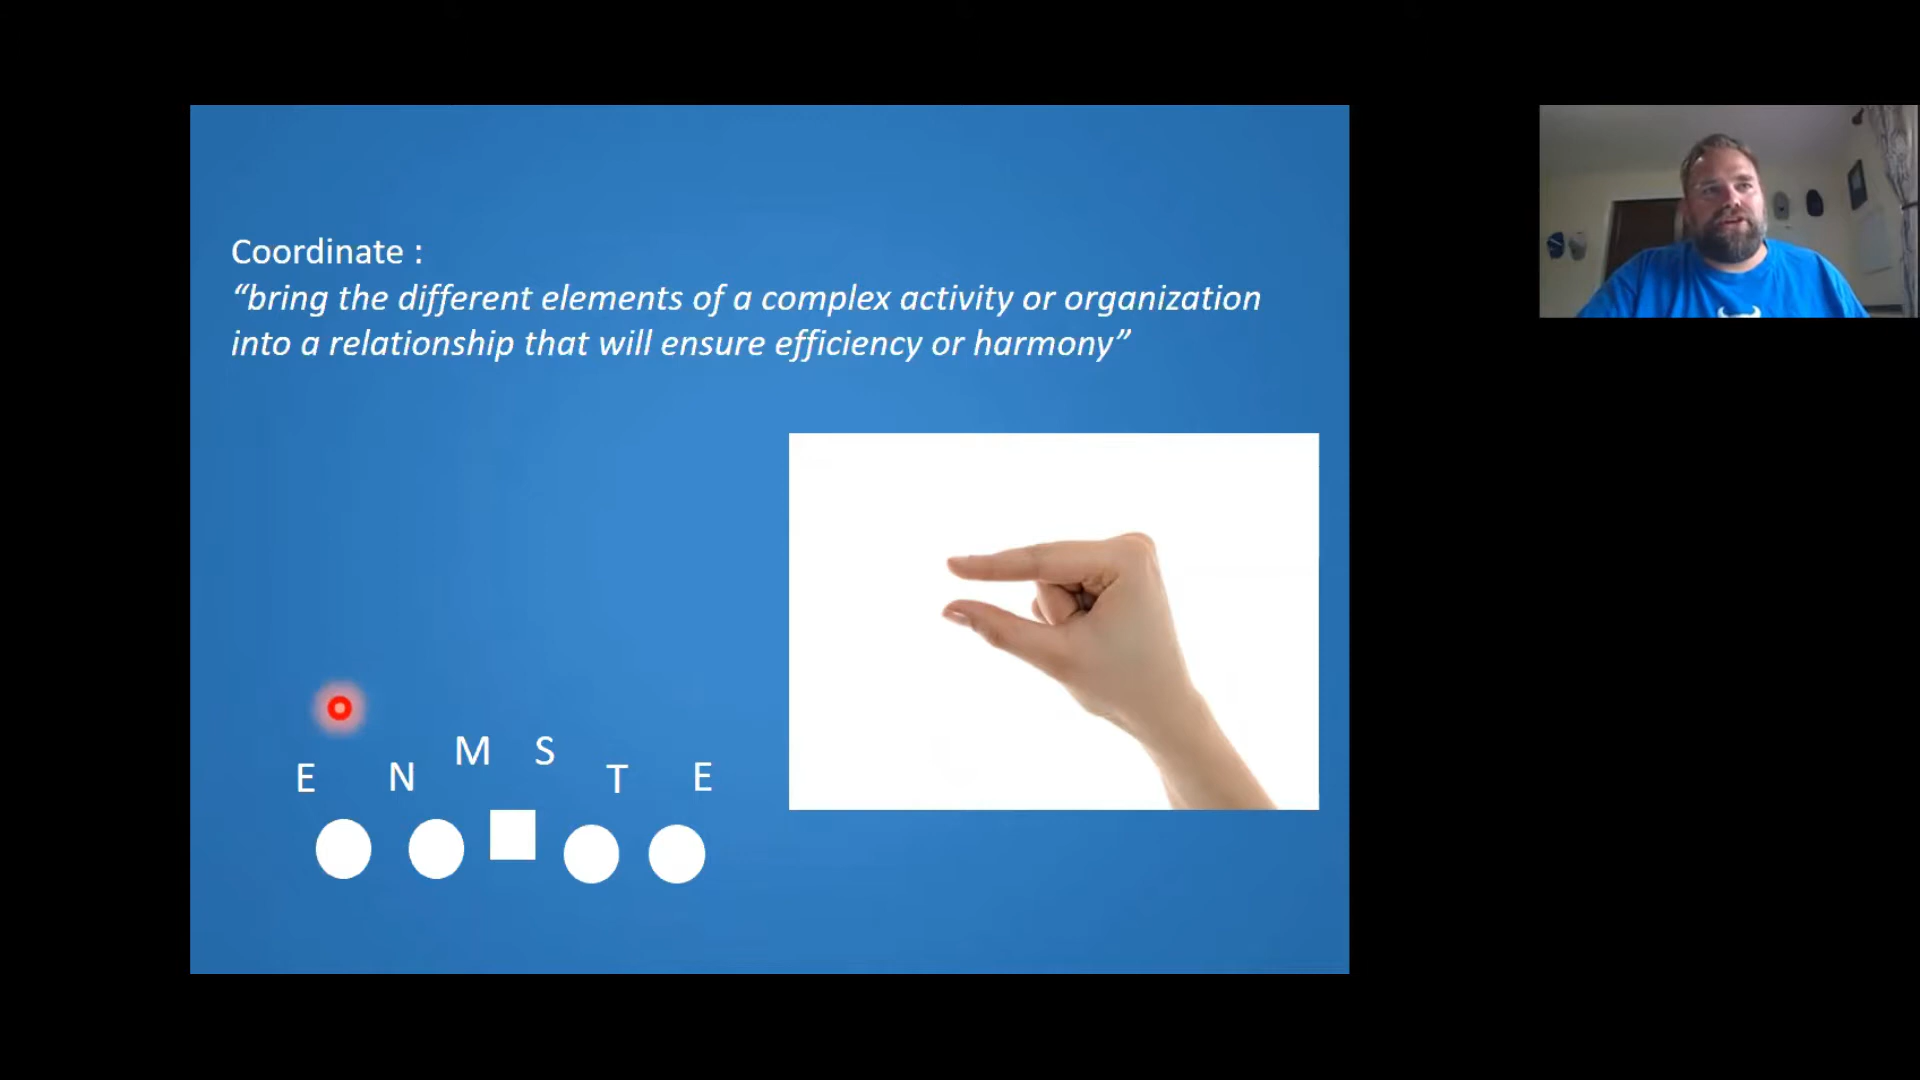 Coordinate :
“bring the different elements of a complex activity or organization
into a relationship that will ensure efficiency or harmony”
M S
E N T E